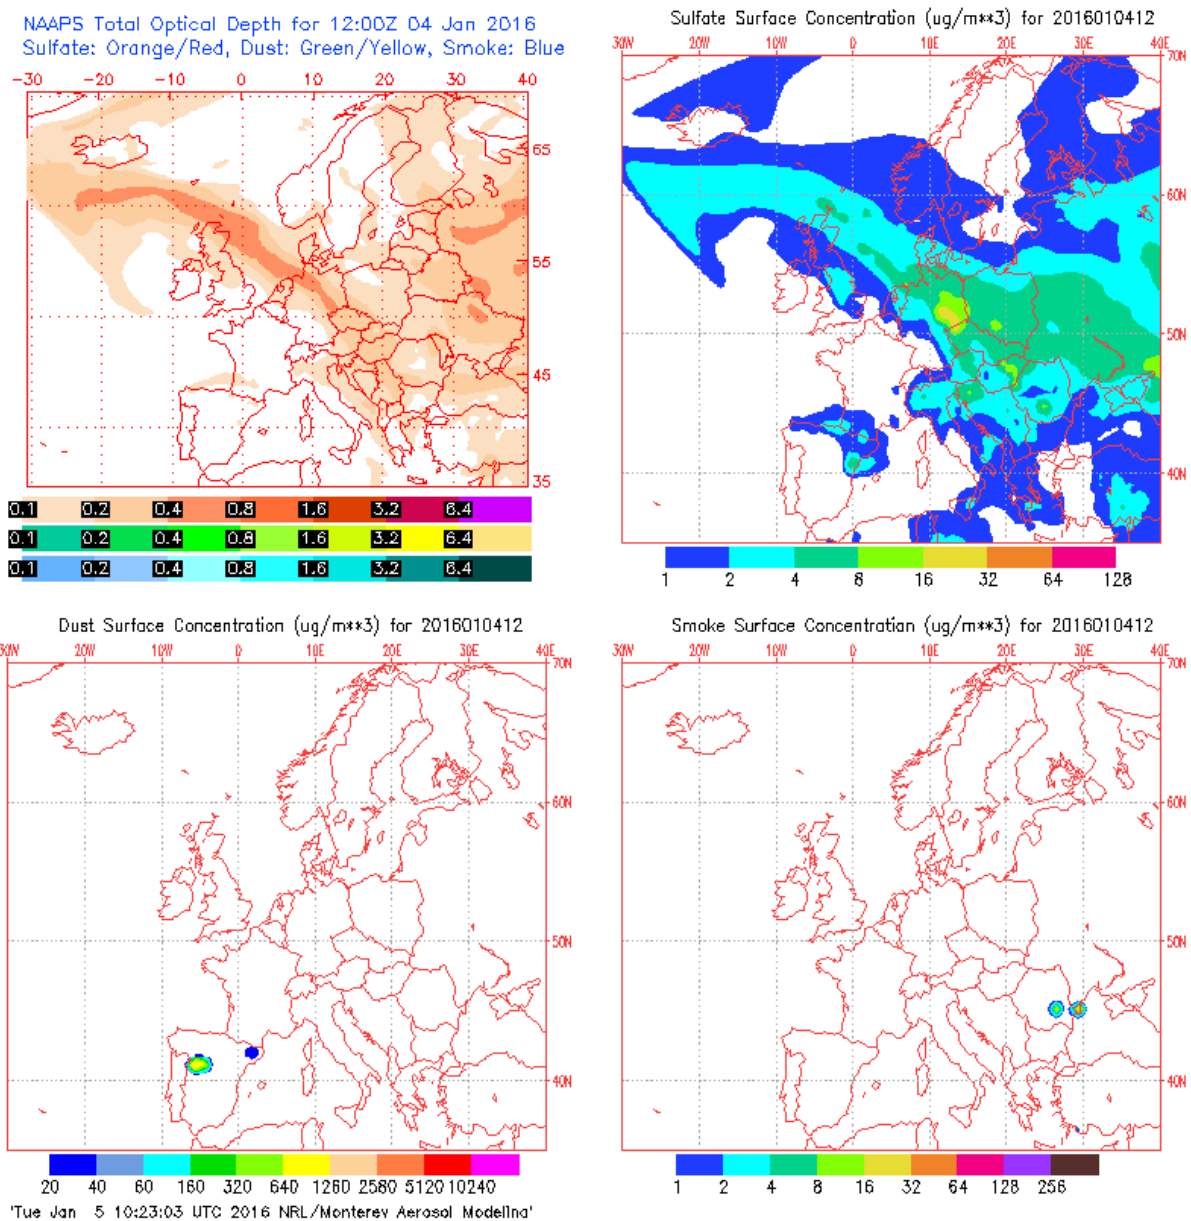 NAAPS Total Optical Depth for 12:00Z 04 Jan 2016
Sulfate: Orange/Red, Dust: Green/Yellow, Smoke: Blue
-30 -20 -10 0 10 20 30 40
65
55
45
35
0.1 0.2 0.4 0.8 1.6 3.2 6.4
0.1 0.2 0.4 0.8 1.6 3.2 6.4
0.1 0.2 0.4 0.8 1.6 3.2 6.4
Sulfate Surface Concentration (ug/m**3) for 2016010412
30W 20W 10W 0 10E 20E 30E 40E
70N
60N
50N
40N
1 2 4 8 16 32 64 128
Dust Surface Concentration (ug/m**3) for 2016010412
30W 20W 10W 0 10E 20E 30E 40E
70N
60N
50N
40N
20 40 60 160 320 640 1260 2580 5120 10240
'Tue Jan 5 10:23:03 UTC 2016 NRL/Monterey Aerosol Modeling'
Smoke Surface Concentration (ug/m**3) for 2016010412
30W 20W 10W 0 10E 20E 30E 40E
70N
60N
50N
40N
1 2 4 8 16 32 64 128 256